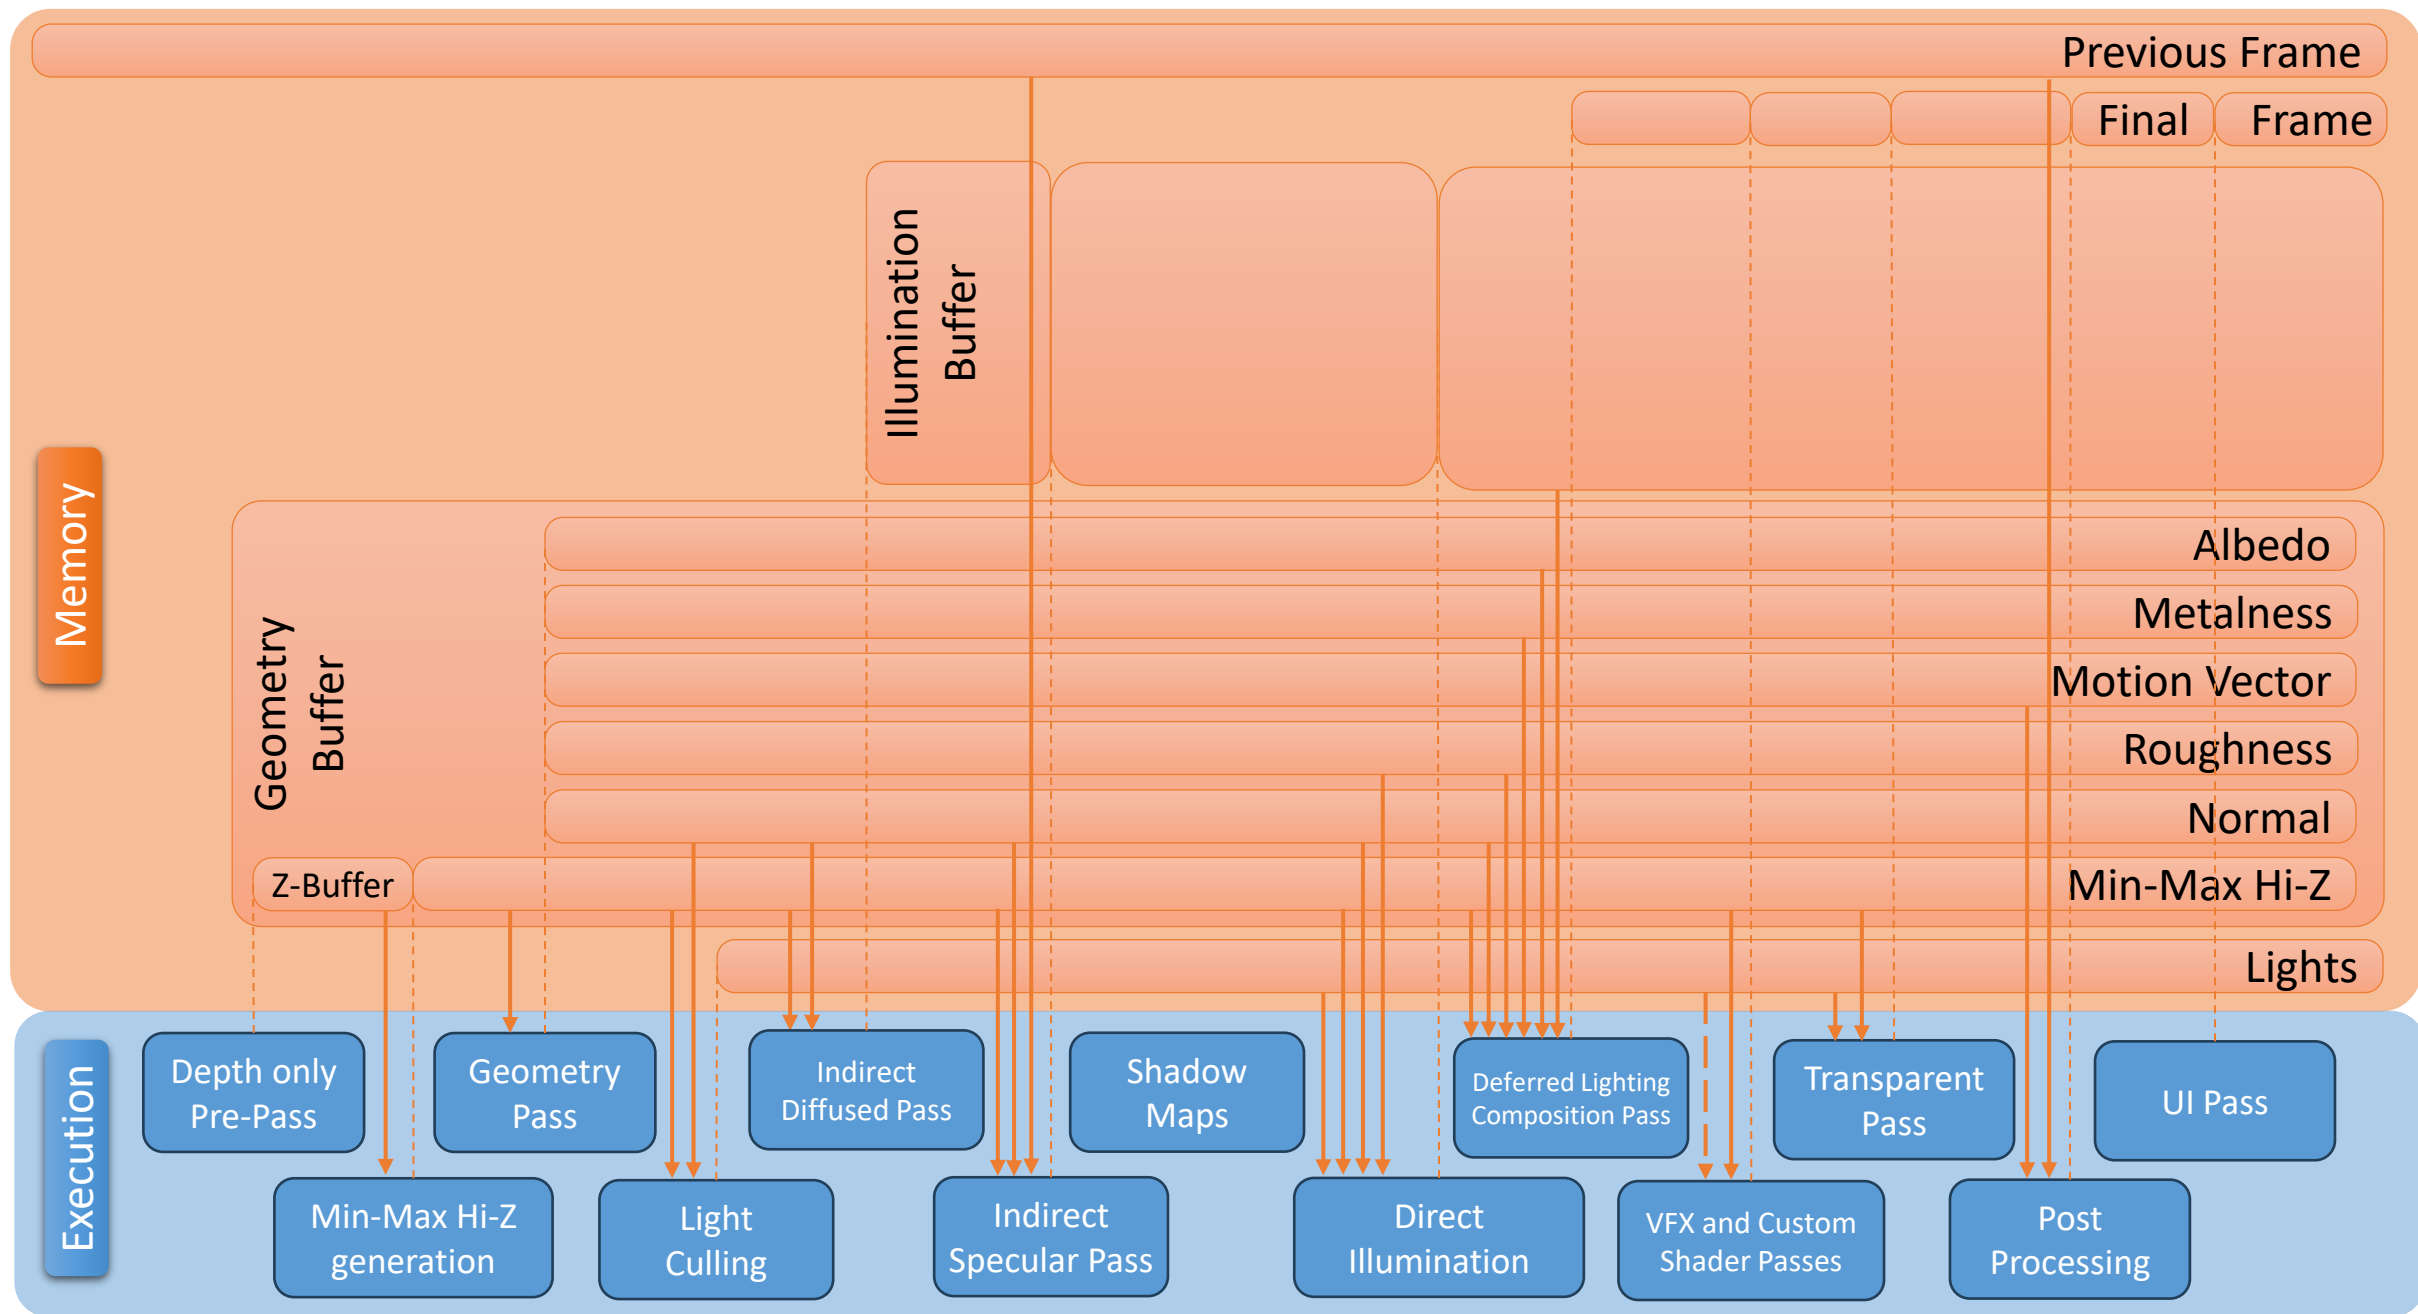 Previous Frame
Final Frame
Illumination
Buffer
Memory
Geometry
Buffer
Albedo
Metalness
Motion Vector
Roughness
Normal
Z-Buffer
Min-Max Hi-Z
Lights
Execution
Depth only
Pre-Pass
Geometry
Pass
Indirect
Diffused Pass
Shadow
Maps
Deferred Lighting
Composition Pass
Transparent
Pass
UI Pass
Min-Max Hi-Z
generation
Light
Culling
Indirect
Specular Pass
Direct
Illumination
VFX and Custom
Shader Passes
Post
Processing